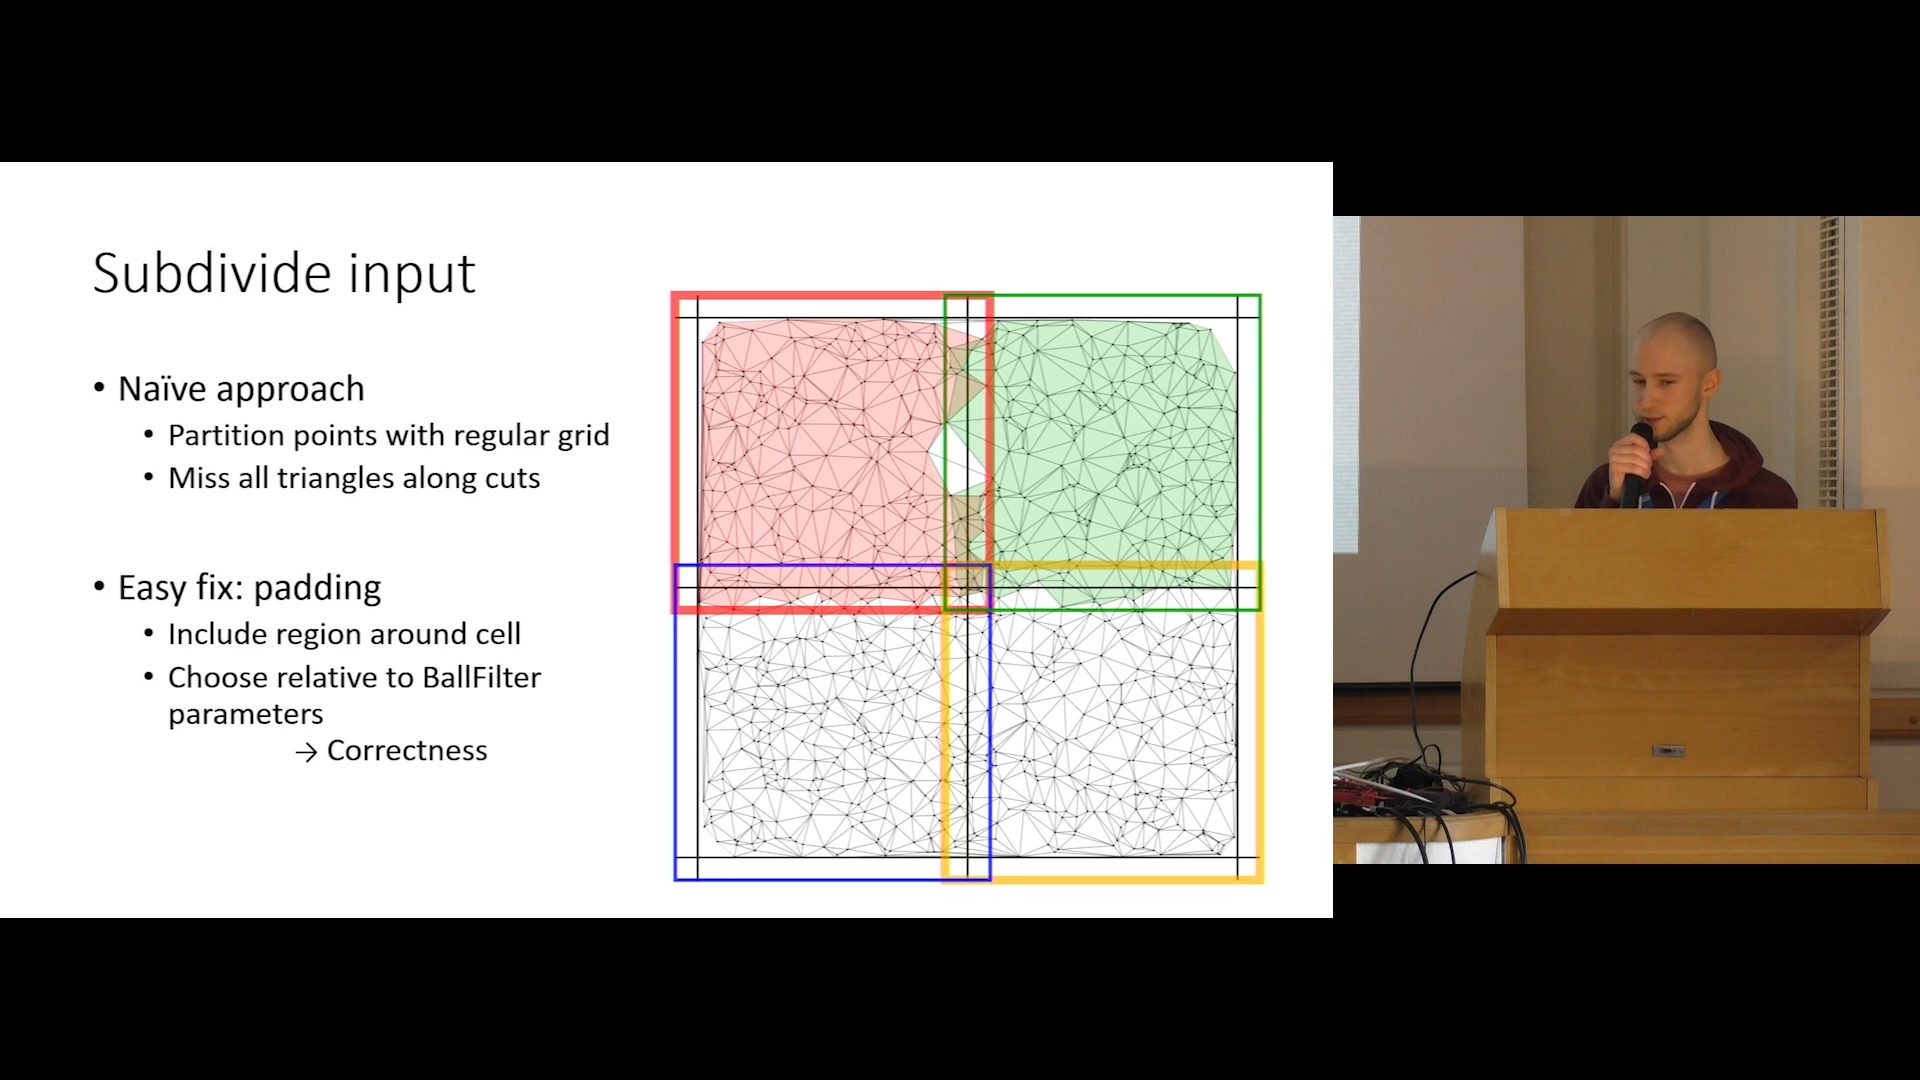 Subdivide input
• Naïve approach
• Partition points with regular grid
• Miss all triangles along cuts
• Easy fix: padding
• Include region around cell
• Choose relative to BallFilter
parameters
→ Correctness